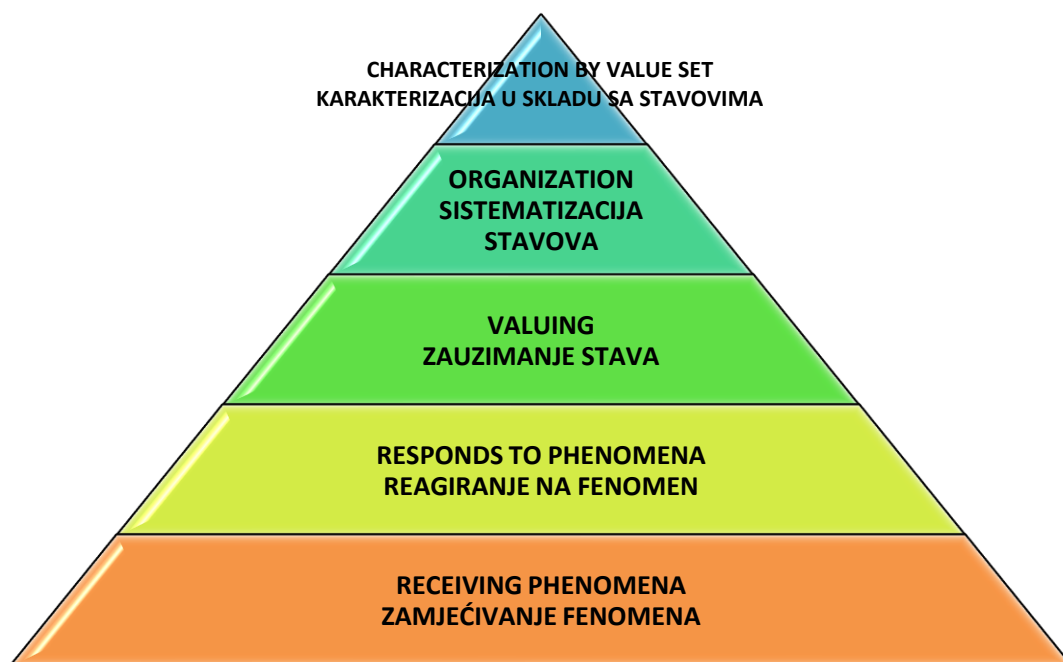 CHARACTERIZATION BY VALUE SET
KARAKTERIZACIJA U SKLADU SA STAVOVIMA
ORGANIZATION
SISTEMATIZACIJA
STAVOVA
VALUING
ZAUZIMANJE STAVA
RESPONDS TO PHENOMENA
REAGIRANJE NA FENOMEN
RECEIVING PHENOMENA
ZAMJEĆIVANJE FENOMENA